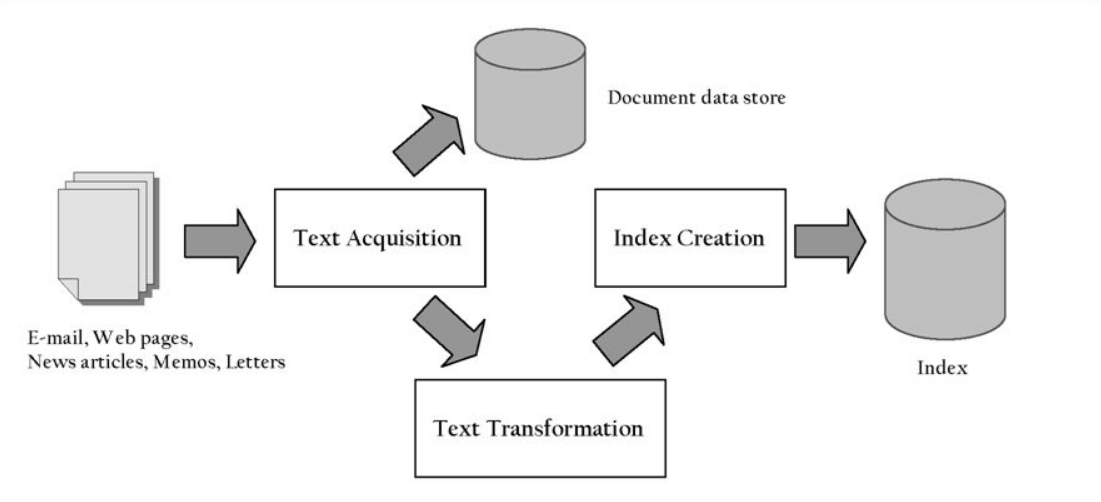 Document data store
Text Acquisition
Index Creation
E-mail, Web pages,
News articles, Memos, Letters
Index
Text Transformation